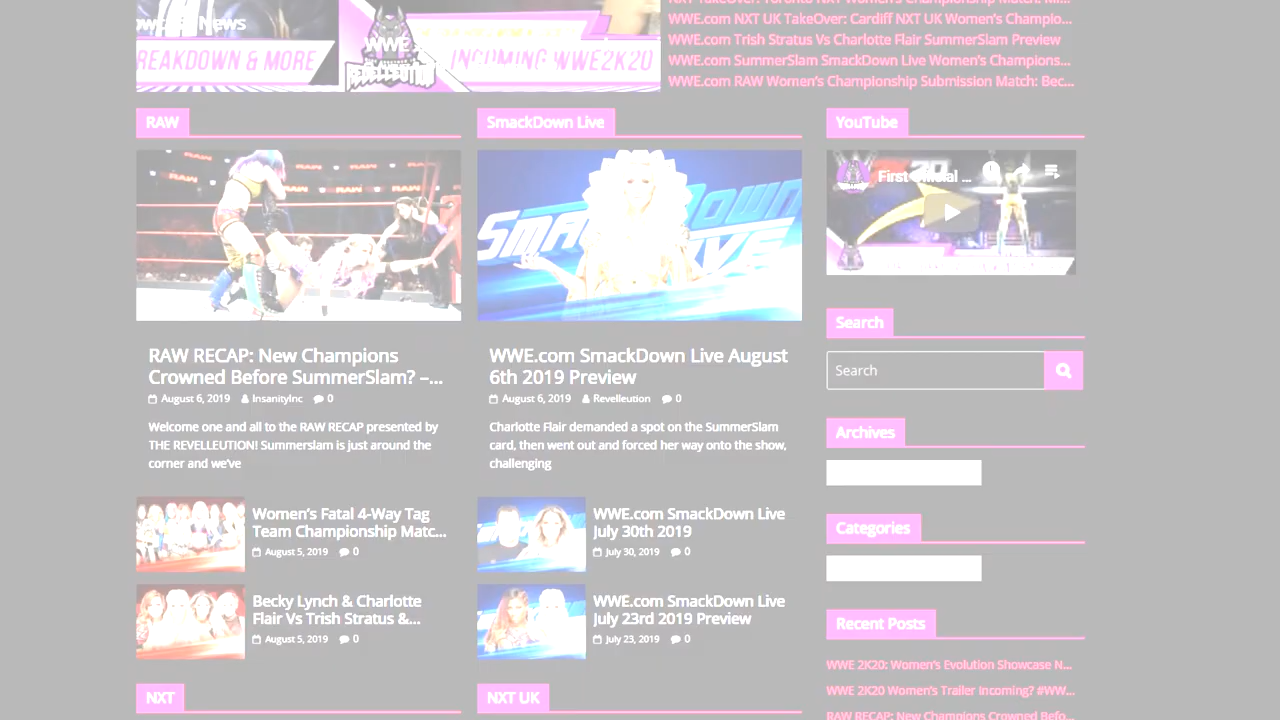 News
WWE
BREAKDOWN & MORE
INCOMING WWE2K20
WWE.com NXT UK TakeOver: Cardiff NXT UK Women's Champio...
WWE.com Trish Stratus Vs Charlotte Flair SummerSlam Preview
WWE.com SummerSlam SmackDown Live Women's Champions...
WWE.com RAW Women's Championship Submission Match: Bec...
RAW
RAW RECAP: New Champions
Crowned Before SummerSlam? –...
August 6, 2019 InsanityInc 0
Welcome one and all to the RAW RECAP presented by
THE REVELLEUTION! Summerslam is just around the
corner and we've
Women's Fatal 4-Way Tag
Team Championship Matc...
August 5, 2019 0
Becky Lynch & Charlotte
Flair Vs Trish Stratus &...
August 5, 2019 0
NXT
SmackDown Live
WWE.com SmackDown Live August
6th 2019 Preview
August 6, 2019 Revelleution 0
Charlotte Flair demanded a spot on the SummerSlam
card, then went out and forced her way onto the show,
challenging
WWE.com SmackDown Live
July 30th 2019
July 30, 2019 0
WWE.com SmackDown Live
July 23rd 2019 Preview
July 23, 2019 0
NXT UK
YouTube
First Official ...
Search
Search
Archives
Categories
Recent Posts
WWE 2K20: Women's Evolution Showcase N...
WWE 2K20 Women's Trailer Incoming? #WW...
RAW RECAP: New Champions Crowned Befo...